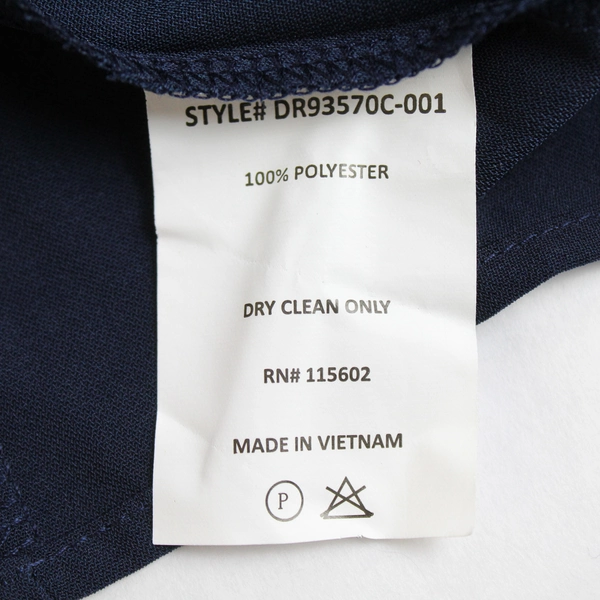 STYLE# DR93570C-001
100% POLYESTER
DRY CLEAN ONLY
RN# 115602
MADE IN VIETNAM
P